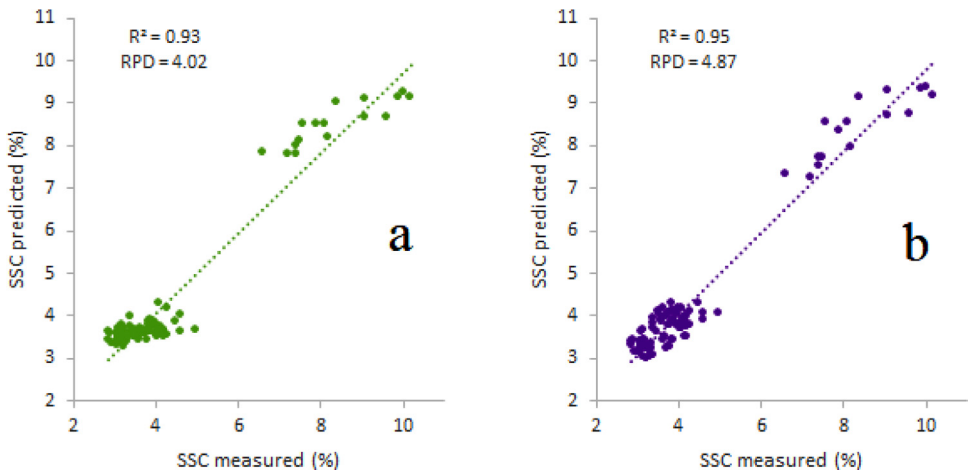 R² = 0.93
RPD = 4.02
11
10
9
8
7
6
5
4
3
2
SSC predicted (%)
a
2 4 6 8 10
SSC measured (%)
R² = 0.95
RPD = 4.87
11
10
9
8
7
6
5
4
3
2
SSC predicted (%)
b
2 4 6 8 10
SSC measured (%)